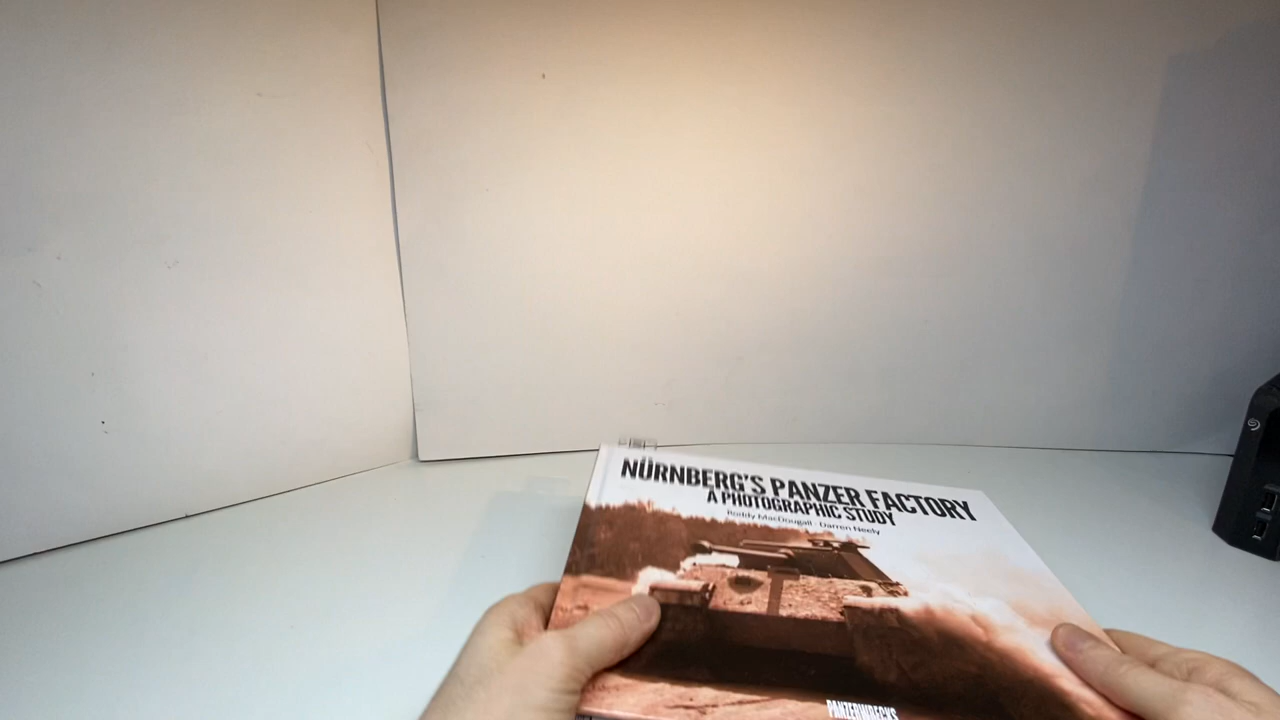 NÜRNBERG'S PANZER FACTORY
A PHOTOGRAPHIC STUDY
Roddy MacDougall · Darren Neely
PANZERWRECKS